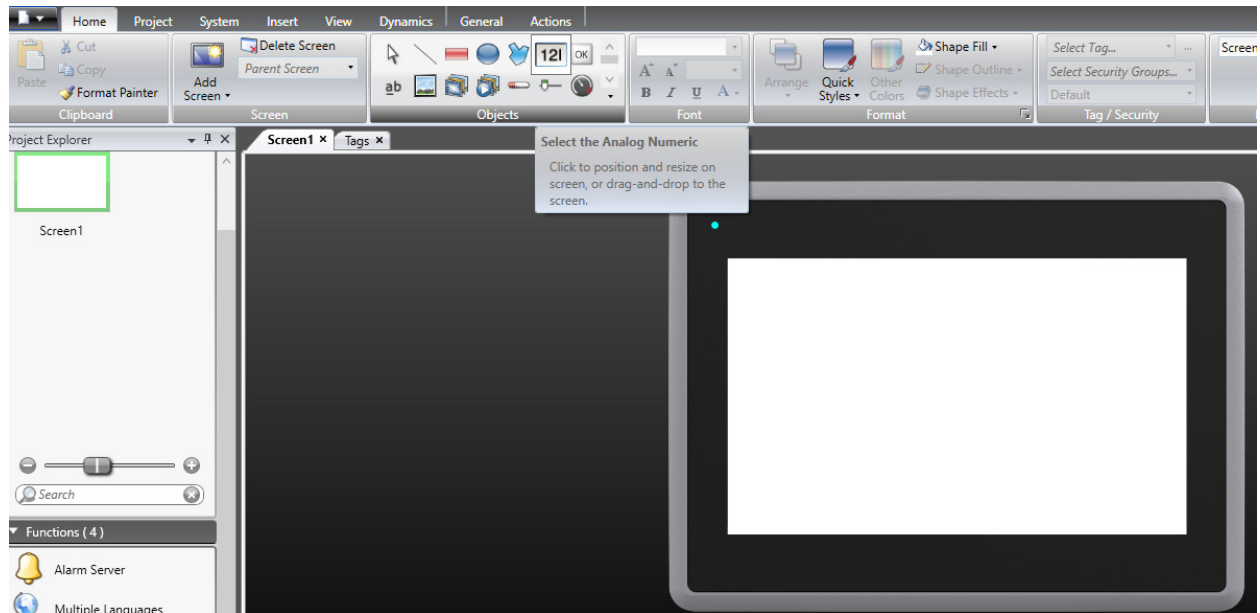 Home Project System Insert View Dynamics General Actions
Cut
Copy
Paste
Format Painter
Clipboard
Add
Screen
Delete Screen
Parent Screen
Screen
ab
12
OK
Objects
A A
B I U A
Font
Arrange
Quick
Styles
Other
Colors
Shape Fill
Shape Outline
Shape Effects
Format
Select Tag... ...
Select Security Groups...
Default
Tag / Security
Screen
Project Explorer
Screen1 × Tags ×
Select the Analog Numeric
Click to position and resize on
screen, or drag-and-drop to the
screen.
Screen1
Search
Functions ( 4 )
Alarm Server
Multiple Languages